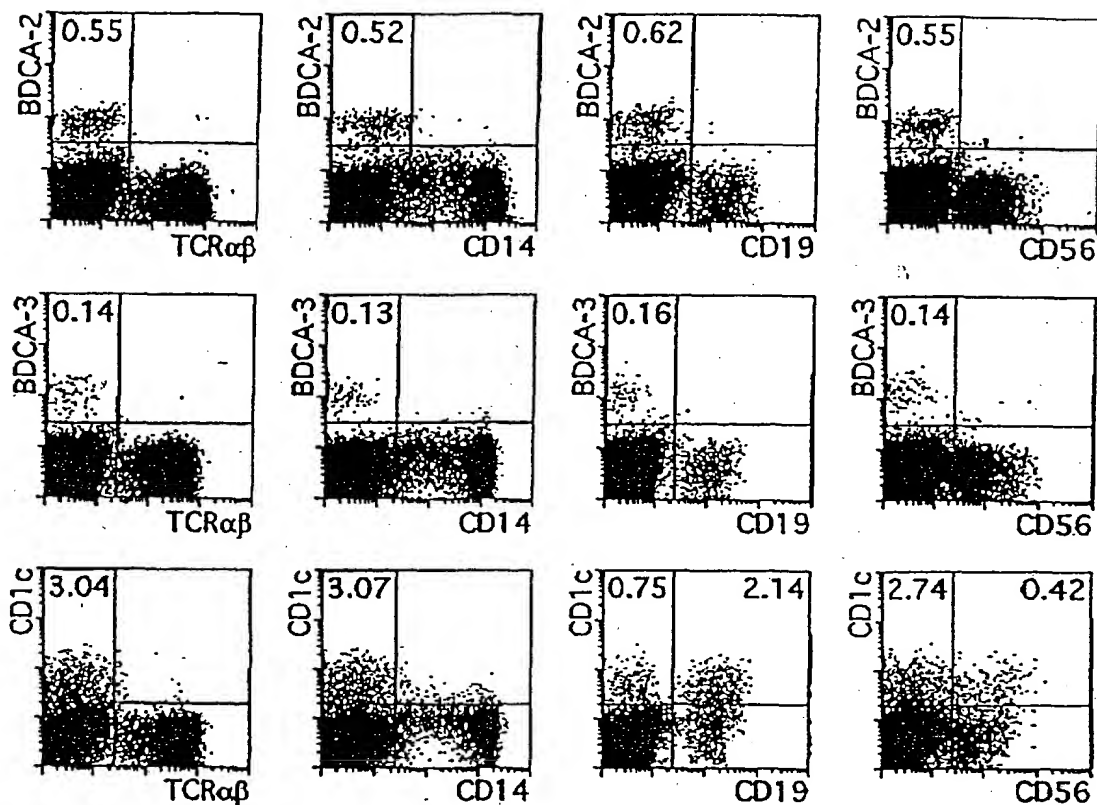 0.55 0.52 0.62 0.55
BDCA-2 BDCA-2 BDCA-2 BDCA-2
TCRαβ CD14 CD19 CD56
0.14 0.13 0.16 0.14
BDCA-3 BDCA-3 BDCA-3 BDCA-3
TCRαβ CD14 CD19 CD56
3.04 3.07 0.75 2.14 2.74 0.42
CD1c CD1c CD1c CD1c
TCRαβ CD14 CD19 CD56